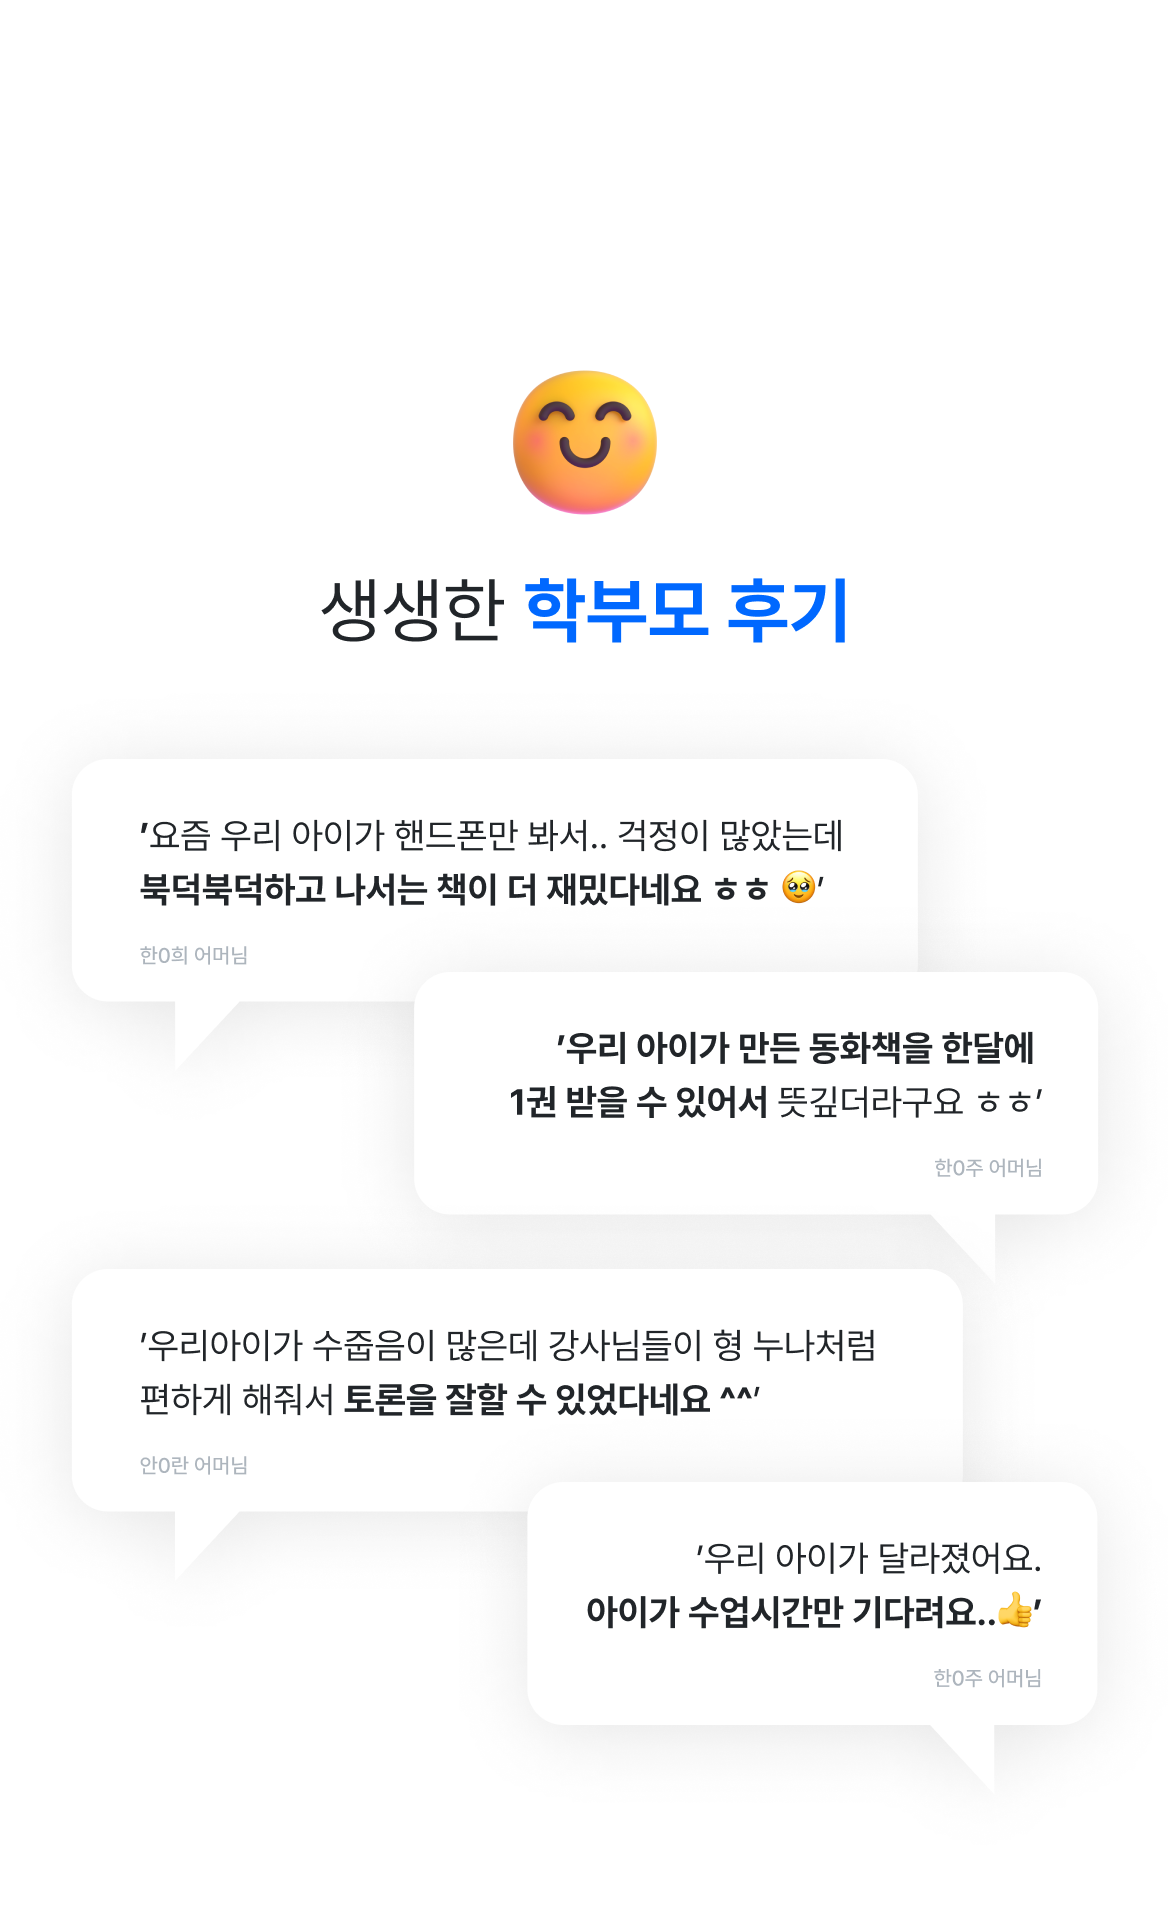 생생한 학부모 후기
'요즘 우리 아이가 핸드폰만 봐서.. 걱정이 많았는데
북덕북덕하고 나서는 책이 더 재밌다네요 ㅎㅎ 🥹'
한0희 어머님
'우리 아이가 만든 동화책을 한달에
1권 받을 수 있어서 뜻깊더라구요 ㅎㅎ'
한0주 어머님
'우리아이가 수줍음이 많은데 강사님들이 형 누나처럼
편하게 해줘서 토론을 잘할 수 있었다네요 ^^'
안0란 어머님
'우리 아이가 달라졌어요.
아이가 수업시간만 기다려요..👍'
한0주 어머님